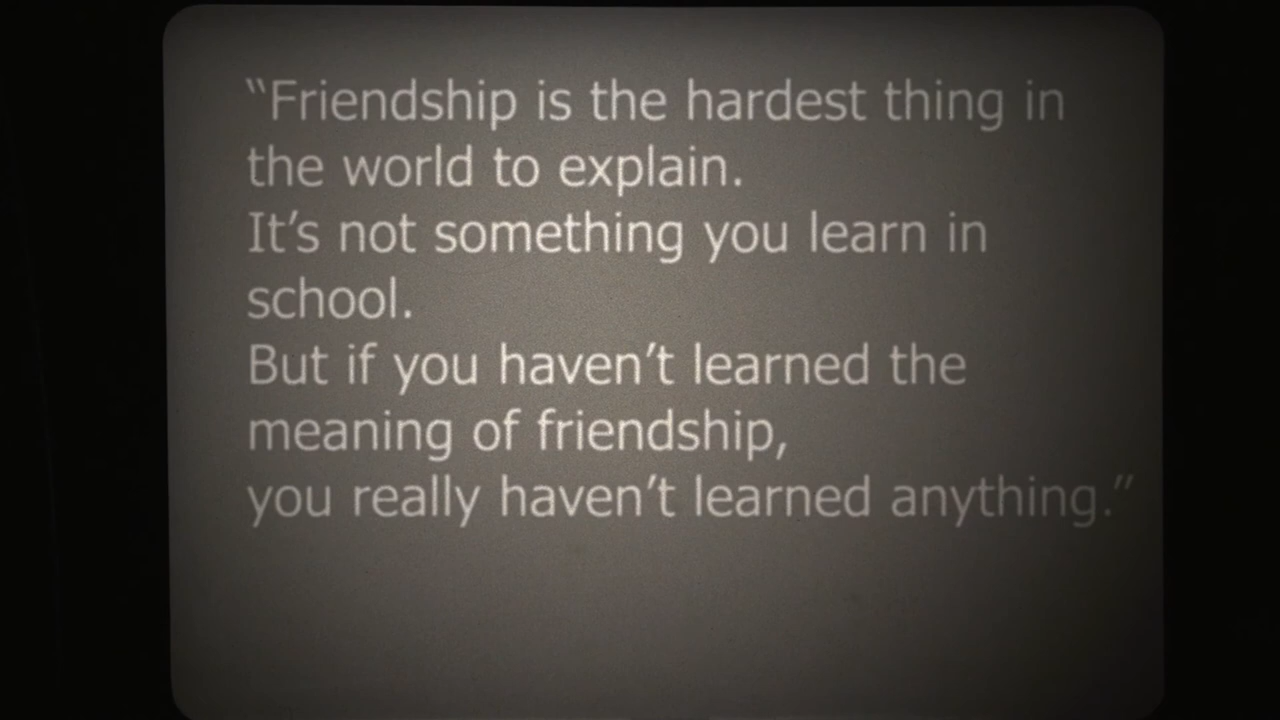 “Friendship is the hardest thing in
the world to explain.
It’s not something you learn in
school.
But if you haven’t learned the
meaning of friendship,
you really haven’t learned anything.”